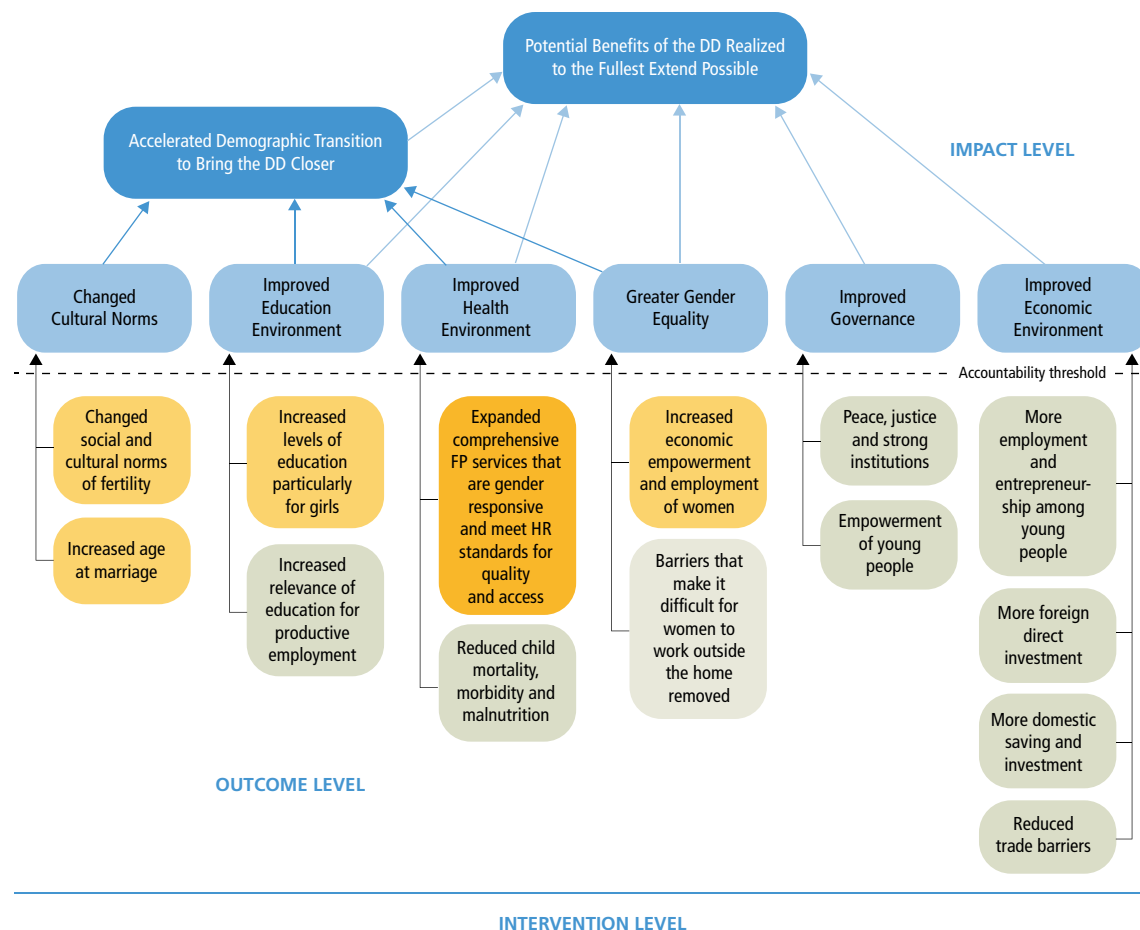 Potential Benefits of the DD Realized
to the Fullest Extend Possible
Accelerated Demographic Transition
to Bring the DD Closer
IMPACT LEVEL
Changed
Cultural Norms
Improved
Education
Environment
Improved
Health
Environment
Greater Gender
Equality
Improved
Governance
Improved
Economic
Environment
Accountability threshold
Changed
social and
cultural norms
of fertility
Increased age
at marriage
Increased
levels of
education
particularly
for girls
Increased
relevance of
education for
productive
employment
Expanded
comprehensive
FP services that
are gender
responsive
and meet HR
standards for
quality
and access
Reduced child
mortality,
morbidity and
malnutrition
Increased
economic
empowerment
and employment
of women
Barriers that
make it
difficult for
women to
work outside
the home
removed
Peace, justice
and strong
institutions
Empowerment
of young
people
More
employment
and
entrepreneur-
ship among
young
people
More foreign
direct
investment
More domestic
saving and
investment
Reduced
trade barriers
OUTCOME LEVEL
INTERVENTION LEVEL